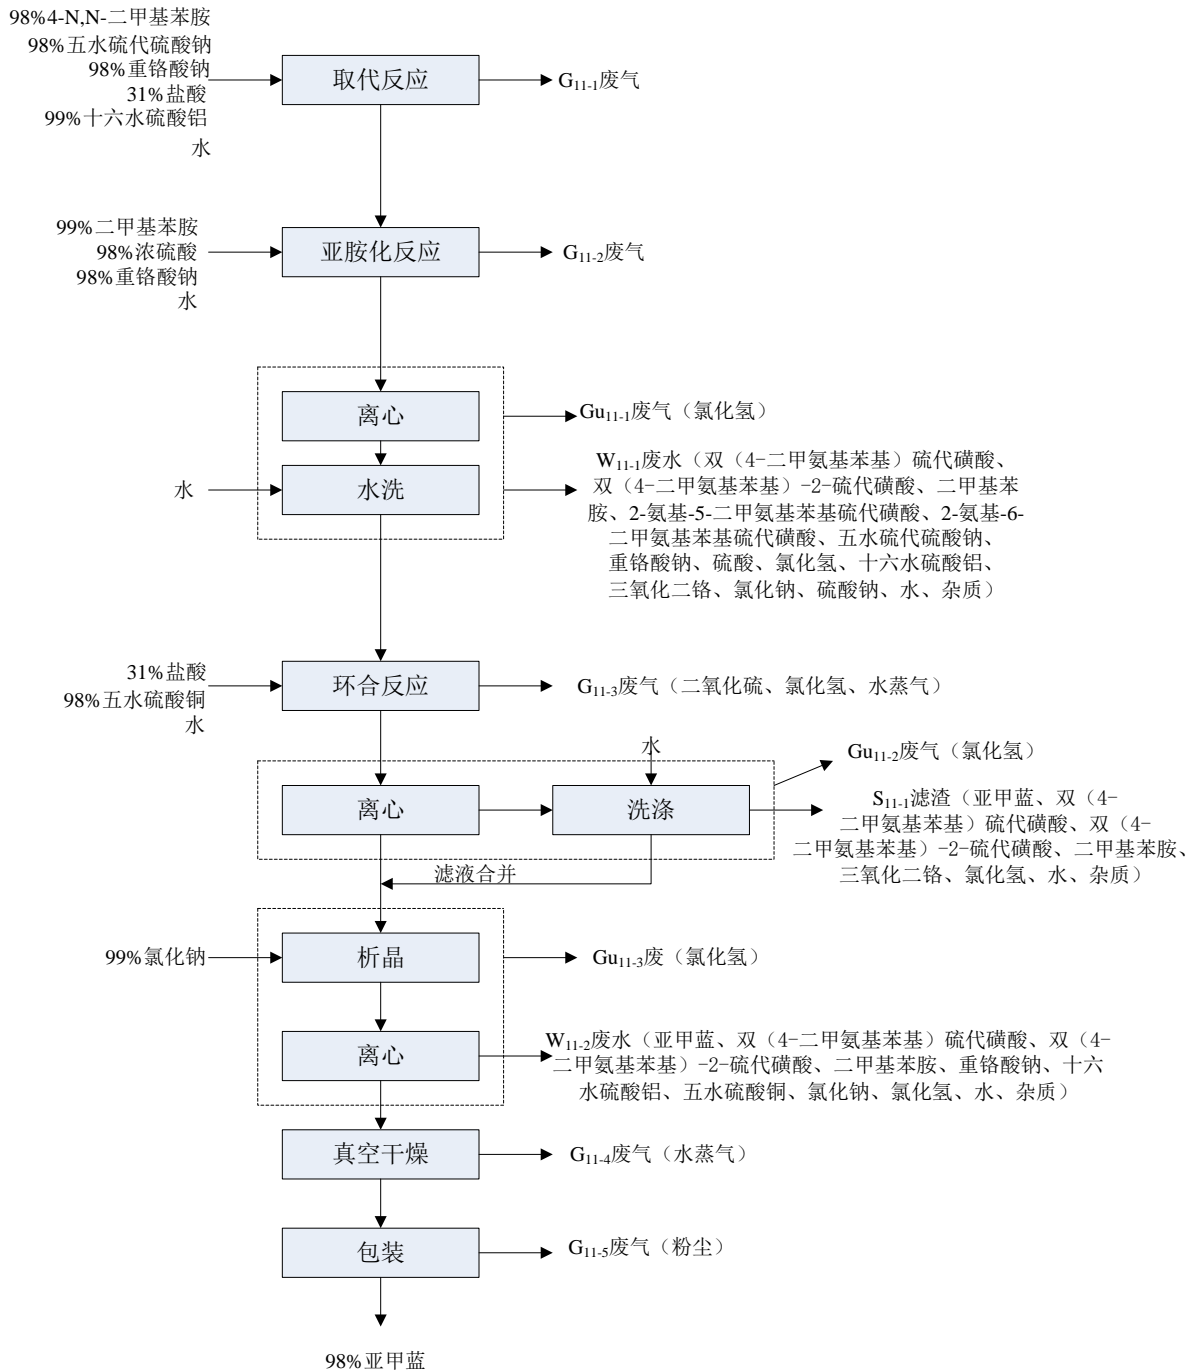 98%4-N,N-二甲基苯胺
98%五水硫代硫酸钠
98%重铬酸钠
31%盐酸
99%十六水硫酸铝
水
取代反应
G11-1废气
99%二甲基苯胺
98%浓硫酸
98%重铬酸钠
水
亚胺化反应
G11-2废气
离心
Gu11-1废气（氯化氢）
水
水洗
W11-1废水（双（4-二甲氨基苯基）硫代磺酸、
双（4-二甲氨基苯基）-2-硫代磺酸、二甲基苯
胺、2-氨基-5-二甲氨基苯基硫代磺酸、2-氨基-6-
二甲氨基苯基硫代磺酸、五水硫代硫酸钠、
重铬酸钠、硫酸、氯化氢、十六水硫酸铝、
三氧化二铬、氯化钠、硫酸钠、水、杂质）
31%盐酸
98%五水硫酸铜
水
环合反应
G11-3废气（二氧化硫、氯化氢、水蒸气）
水
Gu11-2废气（氯化氢）
离心
洗涤
S11-1滤渣（亚甲蓝、双（4-
二甲氨基苯基）硫代磺酸、双（4-
二甲氨基苯基）-2-硫代磺酸、二甲基苯胺、
三氧化二铬、氯化氢、水、杂质）
滤液合并
99%氯化钠
析晶
Gu11-3废（氯化氢）
离心
W11-2废水（亚甲蓝、双（4-二甲氨基苯基）硫代磺酸、双（4-
二甲氨基苯基）-2-硫代磺酸、二甲基苯胺、重铬酸钠、十六
水硫酸铝、五水硫酸铜、氯化钠、氯化氢、水、杂质）
真空干燥
G11-4废气（水蒸气）
包装
G11-5废气（粉尘）
98%亚甲蓝